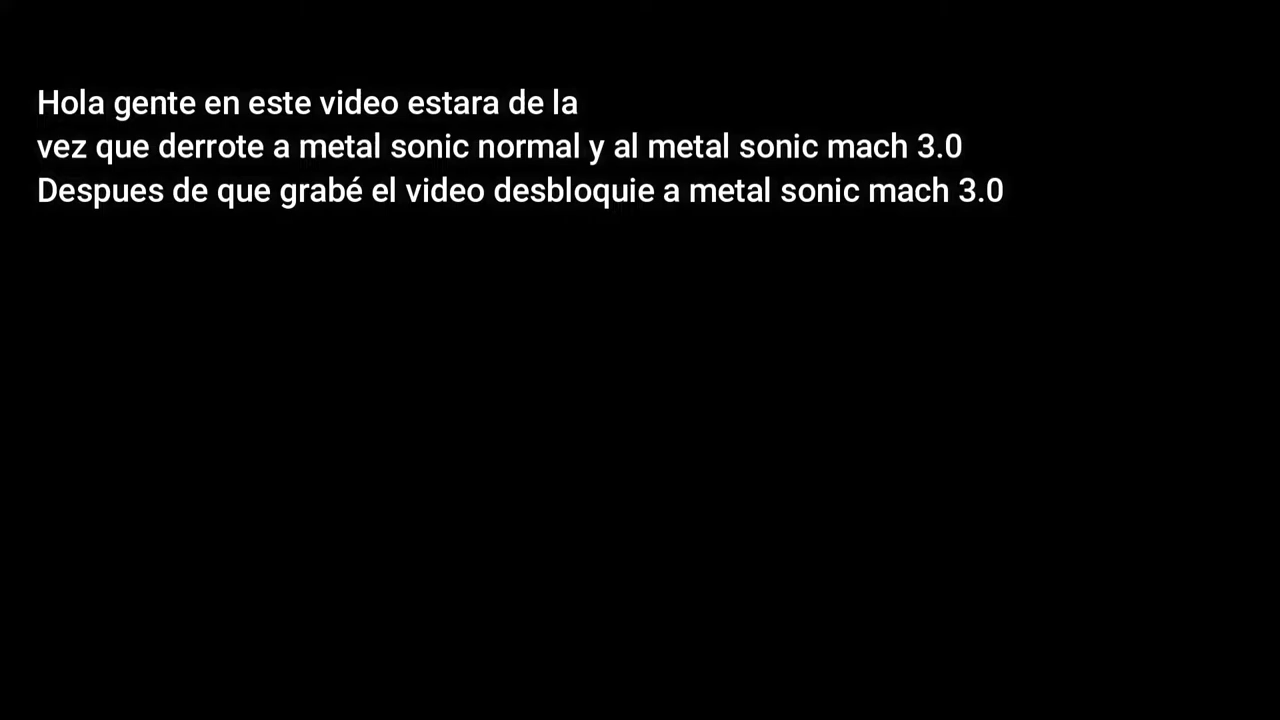 Hola gente en este video estara de la
vez que derrote a metal sonic normal y al metal sonic mach 3.0
Despues de que grabé el video desbloquie a metal sonic mach 3.0